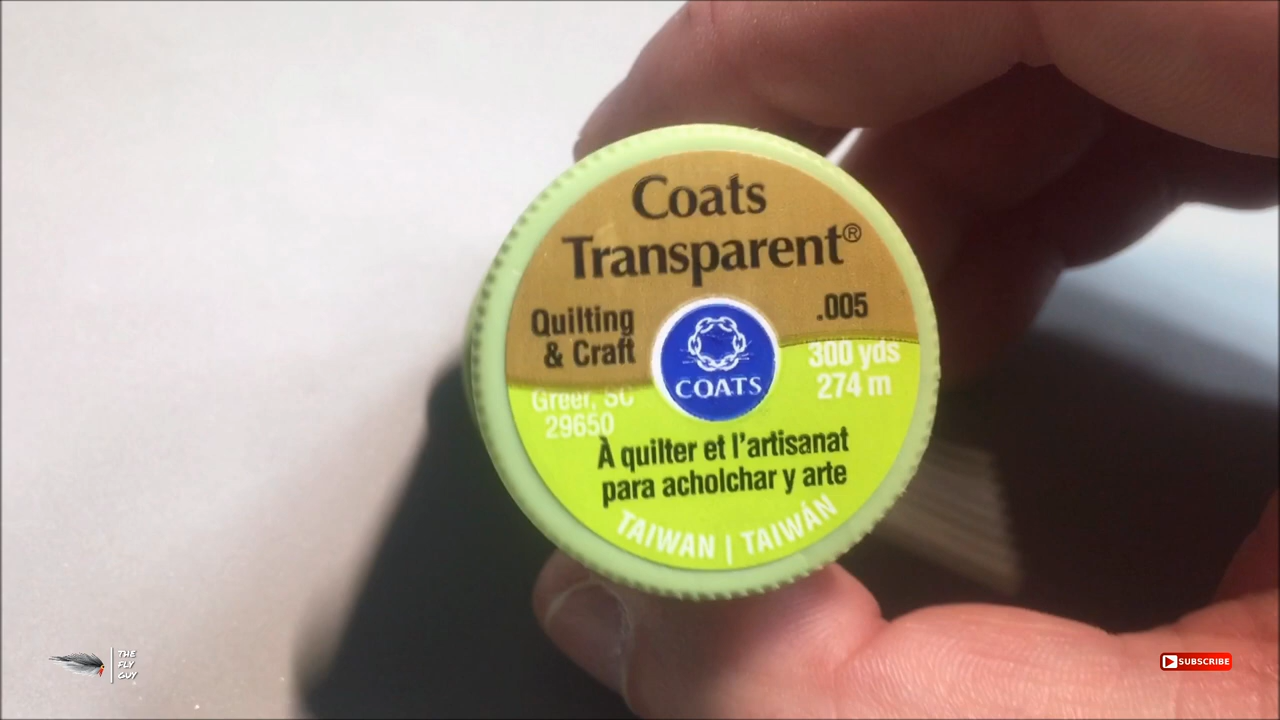 Coats
Transparent®
Quilting
& Craft
.005
COATS
Greer, SC
29650
300 yds
274 m
À quilter et l'artisanat
para acholchar y arte
TAIWAN | TAIWÁN
THE
FLY
GUY
SUBSCRIBE